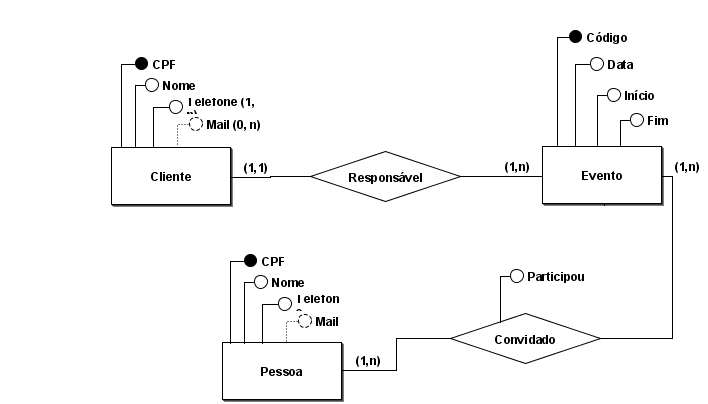 Código
CPF
Data
Nome
Telefone (1,
Início
Mail (0, n)
Fim
Cliente
(1,1)
Responsável
(1,n)
Evento
(1,n)
CPF
Nome
Telefon
Mail
Participou
Pessoa
(1,n)
Convidado